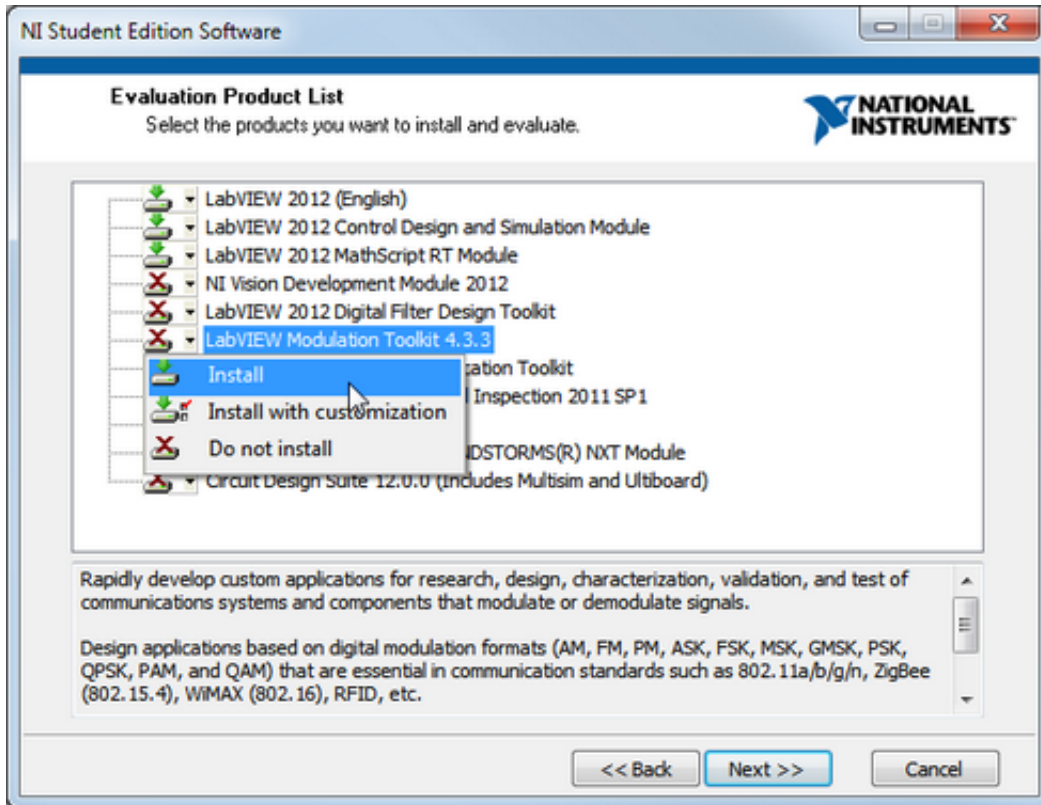 NI Student Edition Software
Evaluation Product List
Select the products you want to install and evaluate.
NATIONAL
INSTRUMENTS™
LabVIEW 2012 (English)
LabVIEW 2012 Control Design and Simulation Module
LabVIEW 2012 MathScript RT Module
NI Vision Development Module 2012
LabVIEW 2012 Digital Filter Design Toolkit
LabVIEW Modulation Toolkit 4.3.3
Install
Toolkit
Install with customization
Inspection 2011 SP1
Do not install
NXT Module
Circuit Design Suite 12.0.0 (Includes Multisim and Ultiboard)
Rapidly develop custom applications for research, design, characterization, validation, and test of
communications systems and components that modulate or demodulate signals.
Design applications based on digital modulation formats (AM, FM, PM, ASK, FSK, MSK, GMSK, PSK,
QPSK, PAM, and QAM) that are essential in communication standards such as 802.11a/b/g/n, ZigBee
(802.15.4), WiMAX (802.16), RFID, etc.
<< Back
Next >>
Cancel